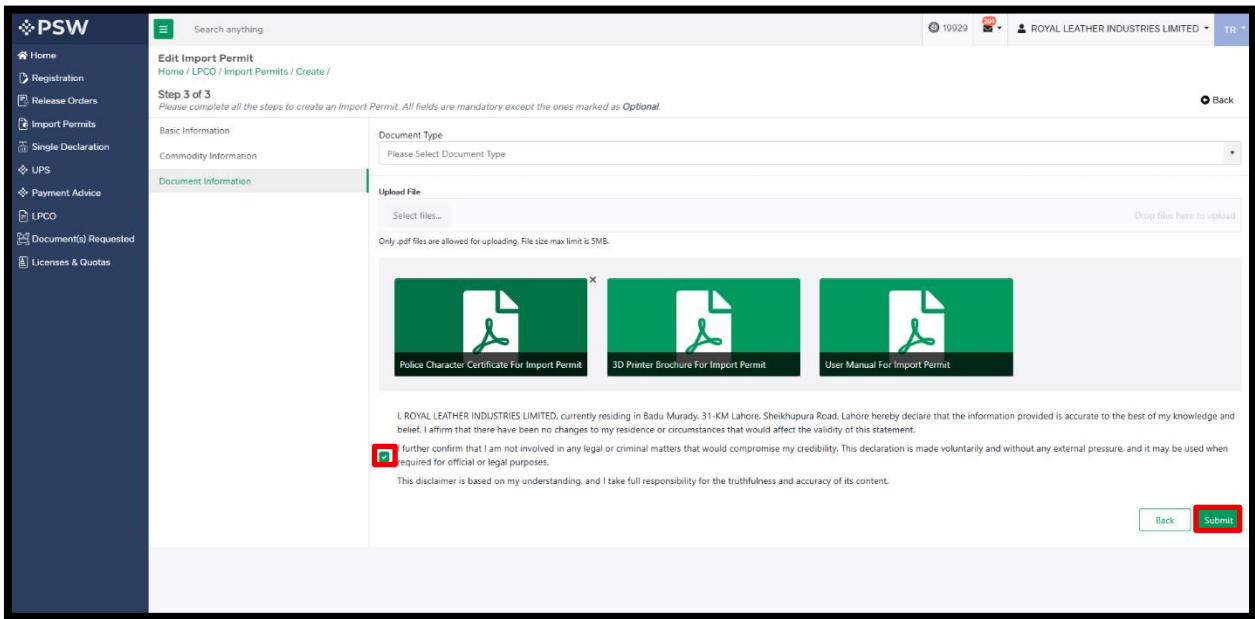 PSW
Search anything
19929
284
ROYAL LEATHER INDUSTRIES LIMITED
TR
Home
Registration
Release Orders
Import Permits
Single Declaration
UPS
Payment Advice
LPCO
Document(s) Requested
Licenses & Quotas
Edit Import Permit
Home / LPCO / Import Permits / Create /
Step 3 of 3
Please complete all the steps to create an Import Permit. All fields are mandatory except the ones marked as Optional.
Back
Basic Information
Commodity Information
Document Information
Document Type
Please Select Document Type
Upload File
Select files...
Drop files here to upload
Only .pdf files are allowed for uploading. File size max limit is 5MB.
Police Character Certificate For Import Permit
3D Printer Brochure For Import Permit
User Manual For Import Permit
I, ROYAL LEATHER INDUSTRIES LIMITED, currently residing in Badu Murady, 31-KM Lahore, Sheikhupura Road, Lahore hereby declare that the information provided is accurate to the best of my knowledge and
belief. I affirm that there have been no changes to my residence or circumstances that would affect the validity of this statement.
I further confirm that I am not involved in any legal or criminal matters that would compromise my credibility. This declaration is made voluntarily and without any external pressure, and it may be used when
required for official or legal purposes.
This disclaimer is based on my understanding, and I take full responsibility for the truthfulness and accuracy of its content.
Back
Submit